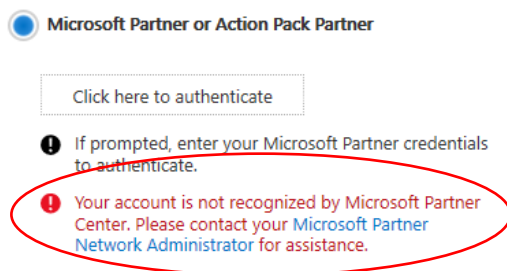 Microsoft Partner or Action Pack Partner
Click here to authenticate
If prompted, enter your Microsoft Partner credentials
to authenticate.
Your account is not recognized by Microsoft Partner
Center. Please contact your Microsoft Partner
Network Administrator for assistance.